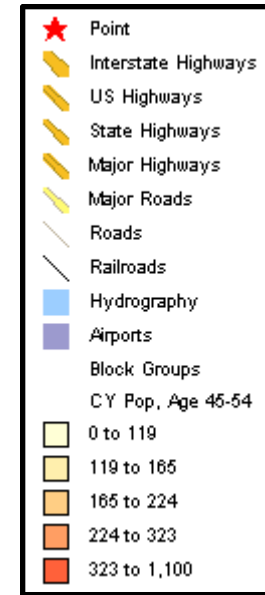 Point
Interstate Highways
US Highways
State Highways
Major Highways
Major Roads
Roads
Railroads
Hydrography
Airports
Block Groups
CY Pop, Age 45-54
0 to 119
119 to 165
165 to 224
224 to 323
323 to 1,100